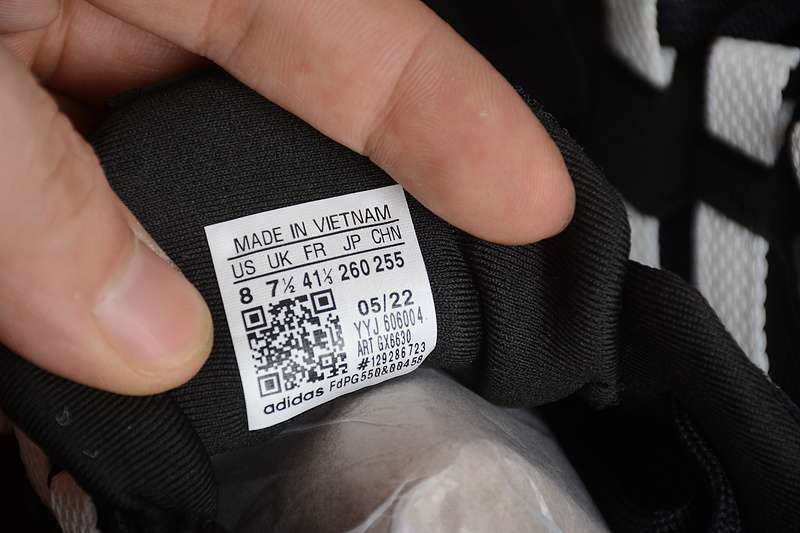 MADE IN VIETNAM
US UK FR JP CHN
8 7½ 41⅓ 260 255
05/22
YYJ 606004
ART GX6630
#129286723
adidas FdPG550&00458